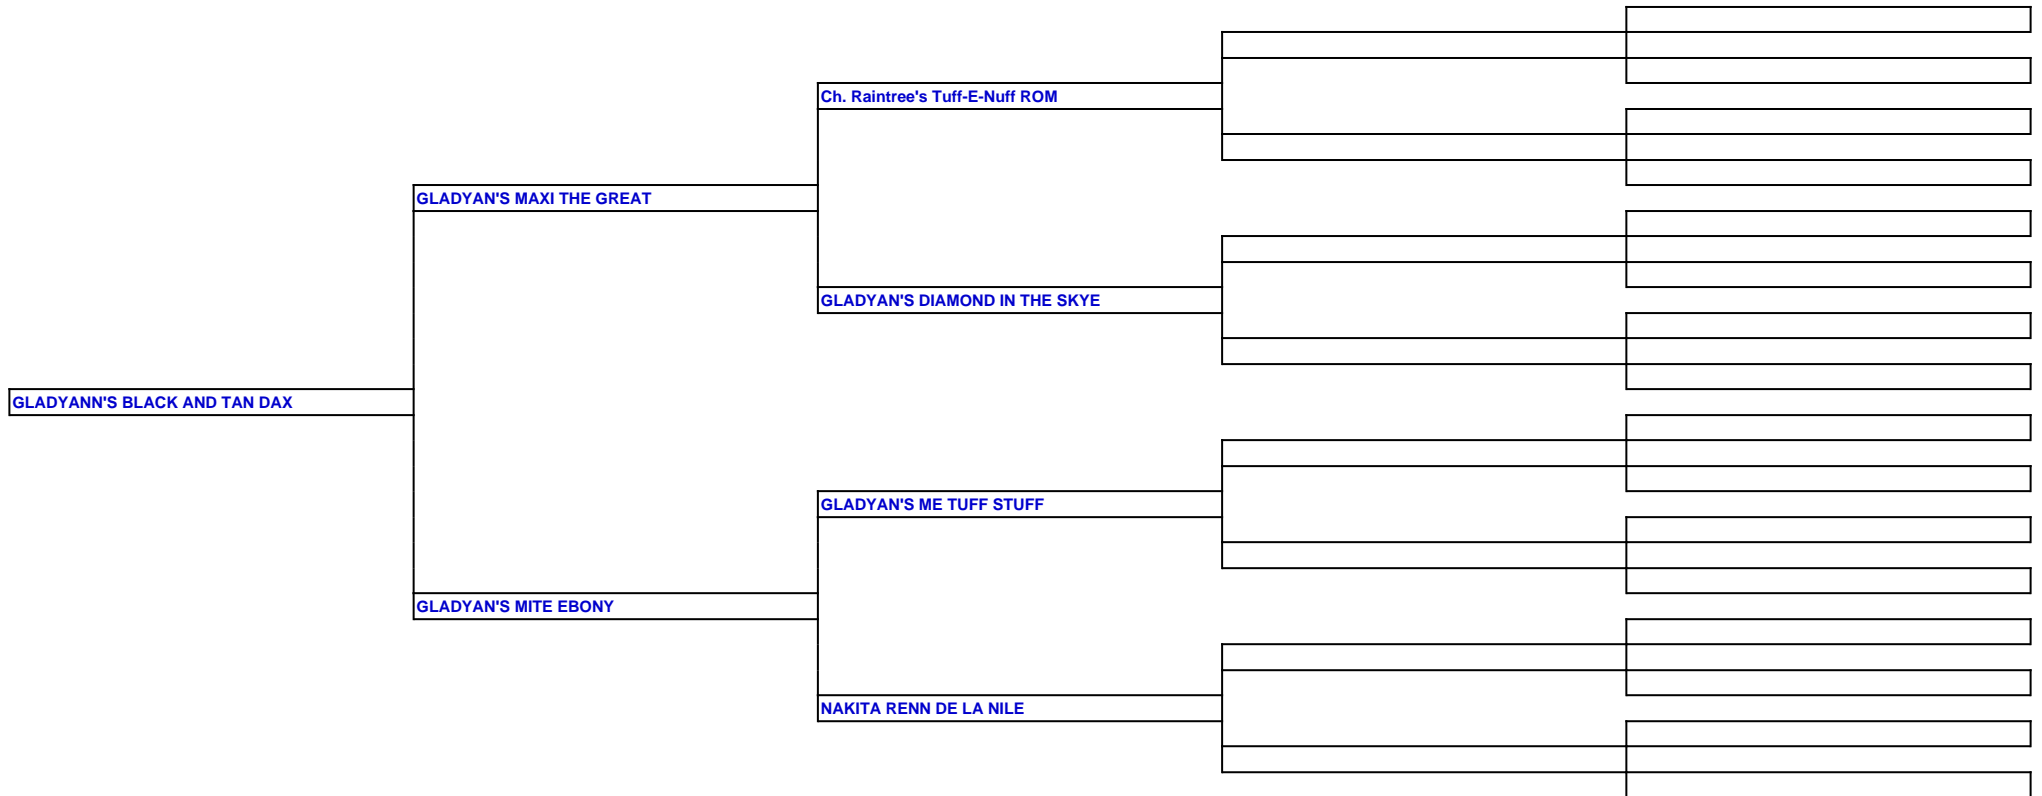 Ch. Raintree's Tuff-E-Nuff ROM
GLADYAN'S MAXI THE GREAT
GLADYAN'S DIAMOND IN THE SKYE
GLADYANN'S BLACK AND TAN DAX
GLADYAN'S ME TUFF STUFF
GLADYAN'S MITE EBONY
NAKITA RENN DE LA NILE